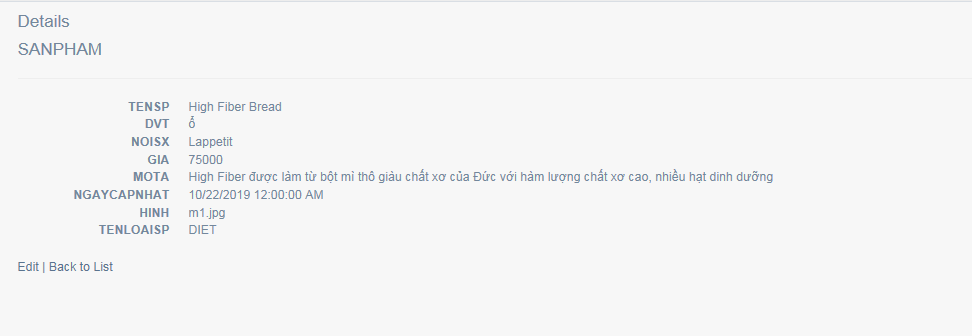 Details
SANPHAM
TENSP High Fiber Bread
DVT ổ
NOISX Lappetit
GIA 75000
MOTA High Fiber được làm từ bột mì thô giàu chất xơ của Đức với hàm lượng chất xơ cao, nhiều hạt dinh dưỡng
NGAYCAPNHAT 10/22/2019 12:00:00 AM
HINH m1.jpg
TENLOAISP DIET
Edit | Back to List